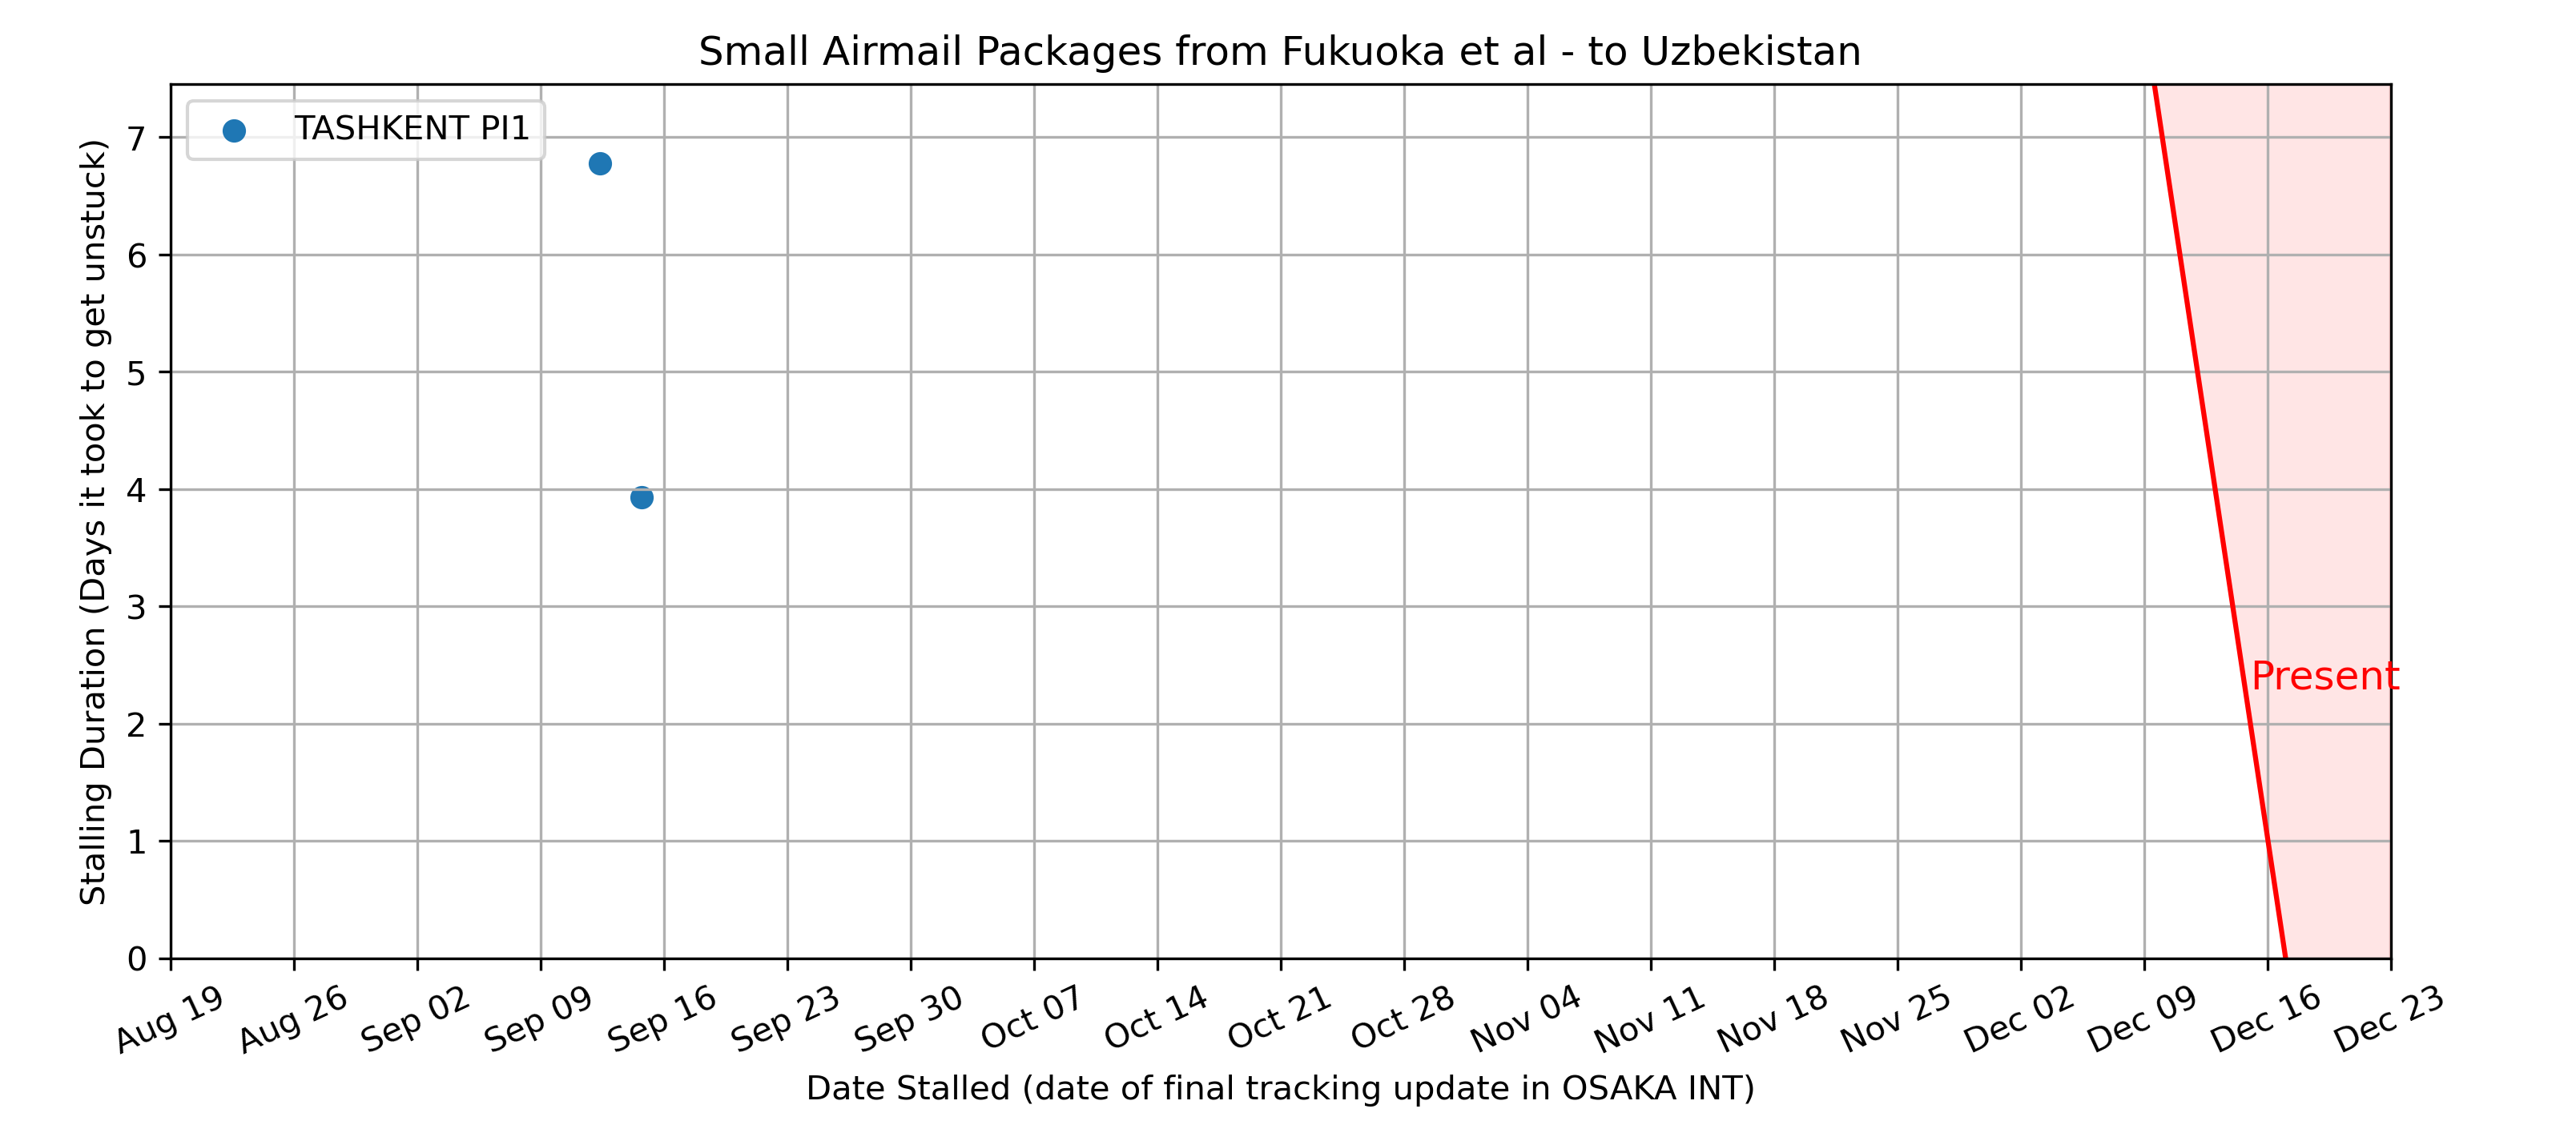 Small Airmail Packages from Fukuoka et al - to Uzbekistan
TASHKENT PI1
Stalling Duration (Days it took to get unstuck)
7
6
5
4
3
2
1
0
Present
Aug 19
Aug 26
Sep 02
Sep 09
Sep 16
Sep 23
Sep 30
Oct 07
Oct 14
Oct 21
Oct 28
Nov 04
Nov 11
Nov 18
Nov 25
Dec 02
Dec 09
Dec 16
Dec 23
Date Stalled (date of final tracking update in OSAKA INT)